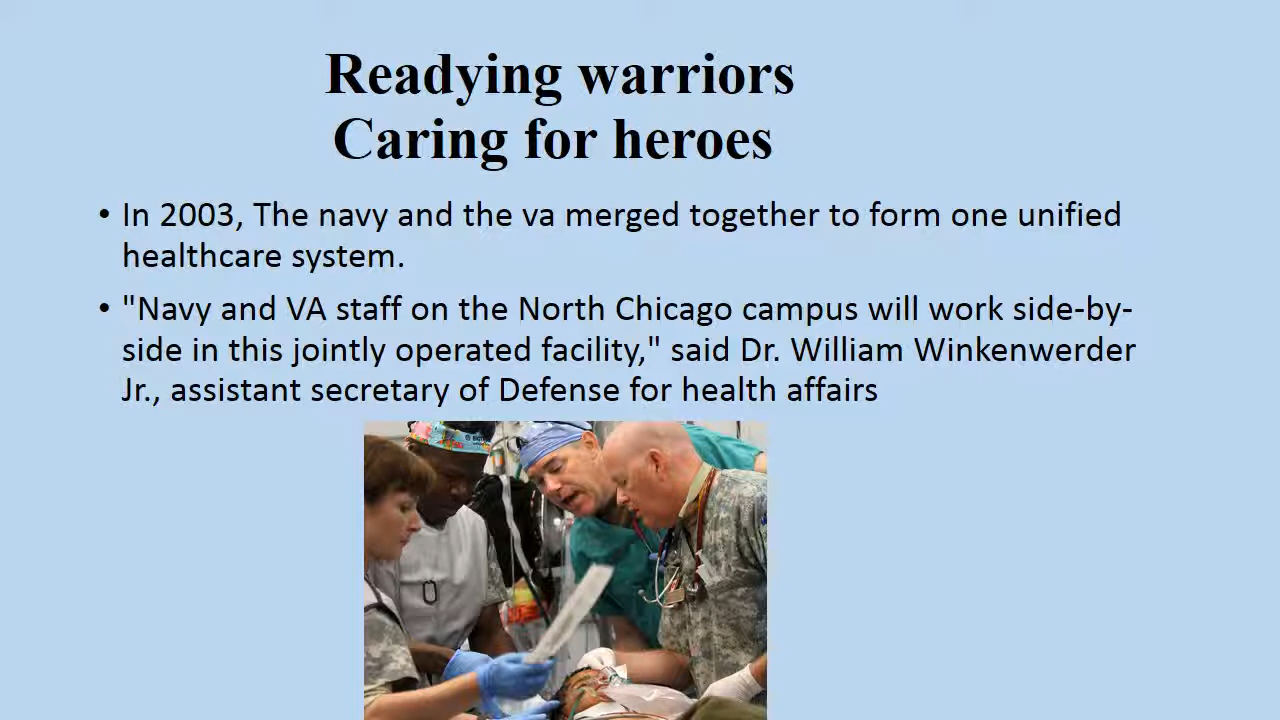 Readying warriors
Caring for heroes
• In 2003, The navy and the va merged together to form one unified
healthcare system.
• "Navy and VA staff on the North Chicago campus will work side-by-
side in this jointly operated facility," said Dr. William Winkenwerder
Jr., assistant secretary of Defense for health affairs